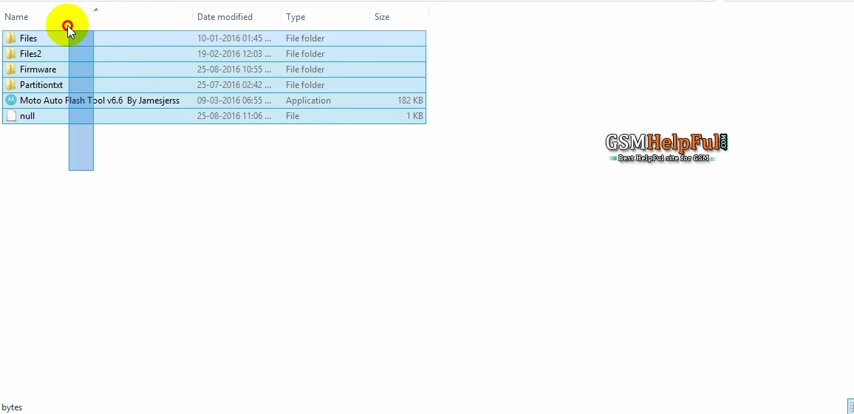 Name Date modified Type Size
Files 10-01-2016 01:45 ... File folder
Files2 19-02-2016 12:03 ... File folder
Firmware 25-08-2016 10:55 ... File folder
Partitiontxt 25-07-2016 02:42 ... File folder
Moto Auto Flash Tool v6.6 By Jamesjerss 09-03-2016 06:55 ... Application 182 KB
null 25-08-2016 11:06 ... File 1 KB
GSMHelpFul.COM
Best HelpFul site for GSM
bytes